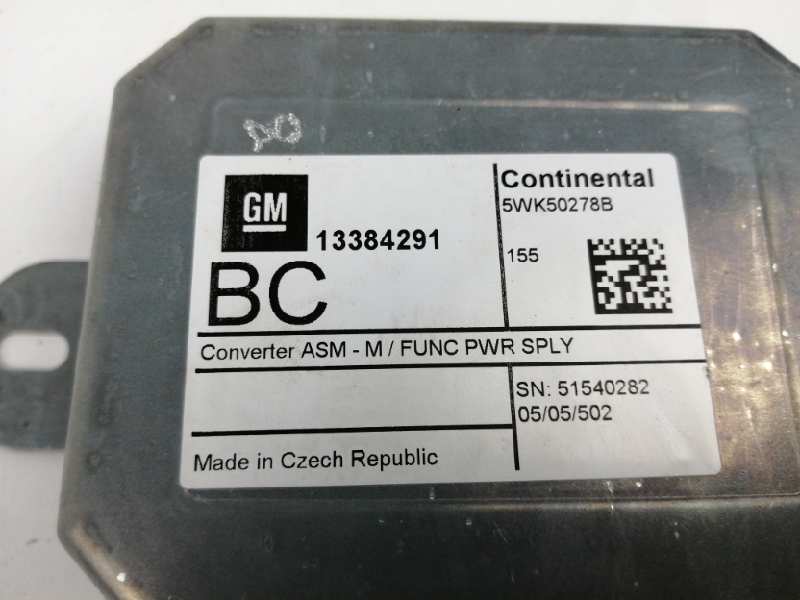 GM
13384291
BC
Continental
5WK50278B
155
Converter ASM - M / FUNC PWR SPLY
SN: 51540282
05/05/502
Made in Czech Republic